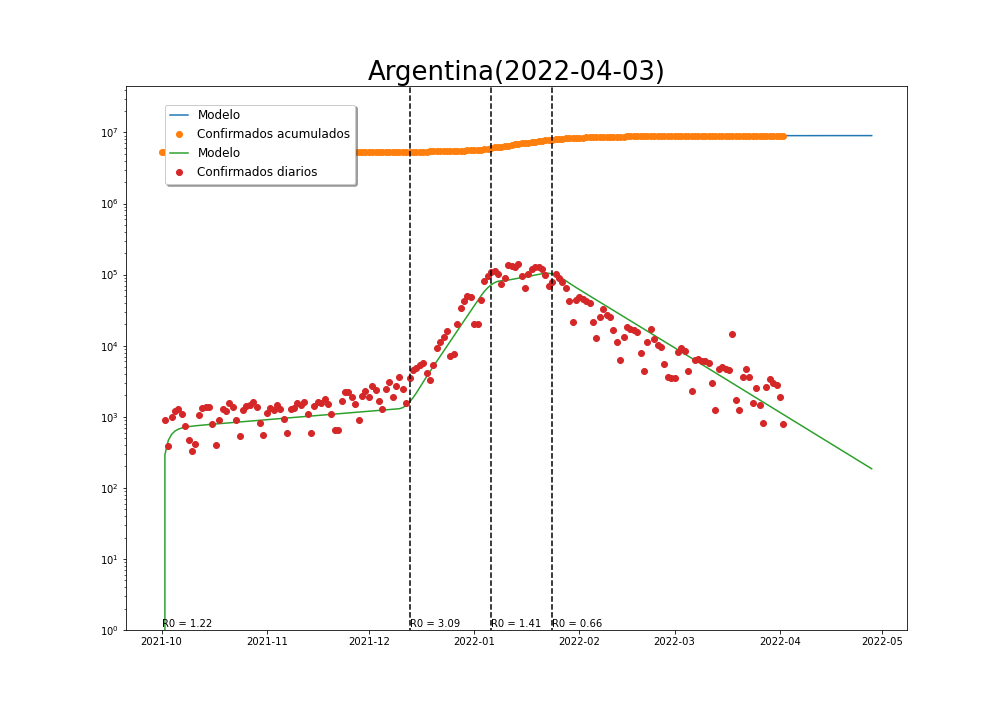 Argentina(2022-04-03)
Modelo
Confirmados acumulados
Modelo
Confirmados diarios
10^7
10^6
10^5
10^4
10^3
10^2
10^1
10^0
R0 = 1.22 R0 = 3.09 R0 = 1.41 R0 = 0.66
2021-10 2021-11 2021-12 2022-01 2022-02 2022-03 2022-04 2022-05